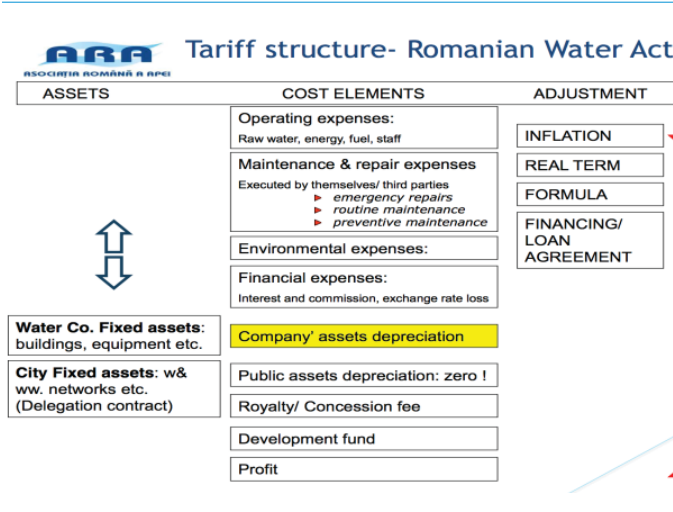 ARA
ASOCIAȚIA ROMÂNĂ A APEI
Tariff structure- Romanian Water Act
ASSETS
COST ELEMENTS
ADJUSTMENT
Operating expenses:
Raw water, energy, fuel, staff
Maintenance & repair expenses
Executed by themselves/ third parties
emergency repairs
routine maintenance
preventive maintenance
Environmental expenses:
Financial expenses:
Interest and commission, exchange rate loss
INFLATION
REAL TERM
FORMULA
FINANCING/
LOAN
AGREEMENT
Water Co. Fixed assets:
buildings, equipment etc.
Company' assets depreciation
City Fixed assets: w&
ww. networks etc.
(Delegation contract)
Public assets depreciation: zero !
Royalty/ Concession fee
Development fund
Profit